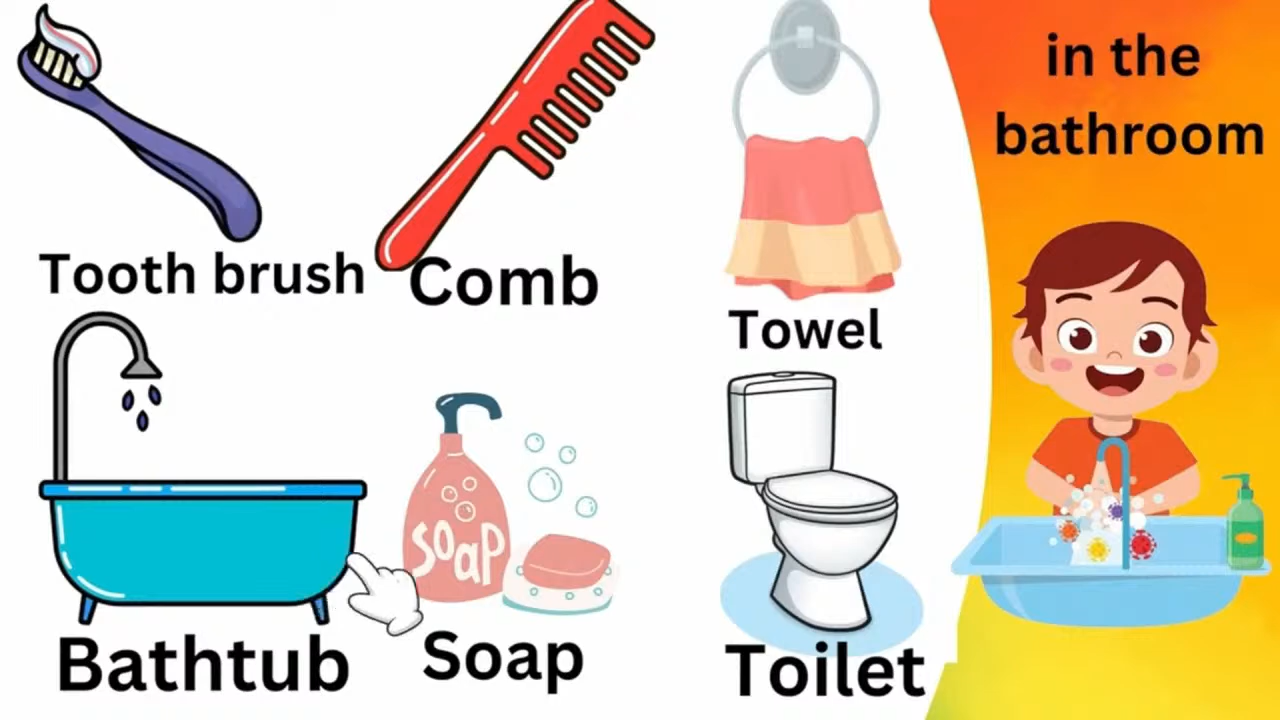 in the
bathroom
Tooth brush
Comb
Towel
soap
Bathtub
Soap
Toilet